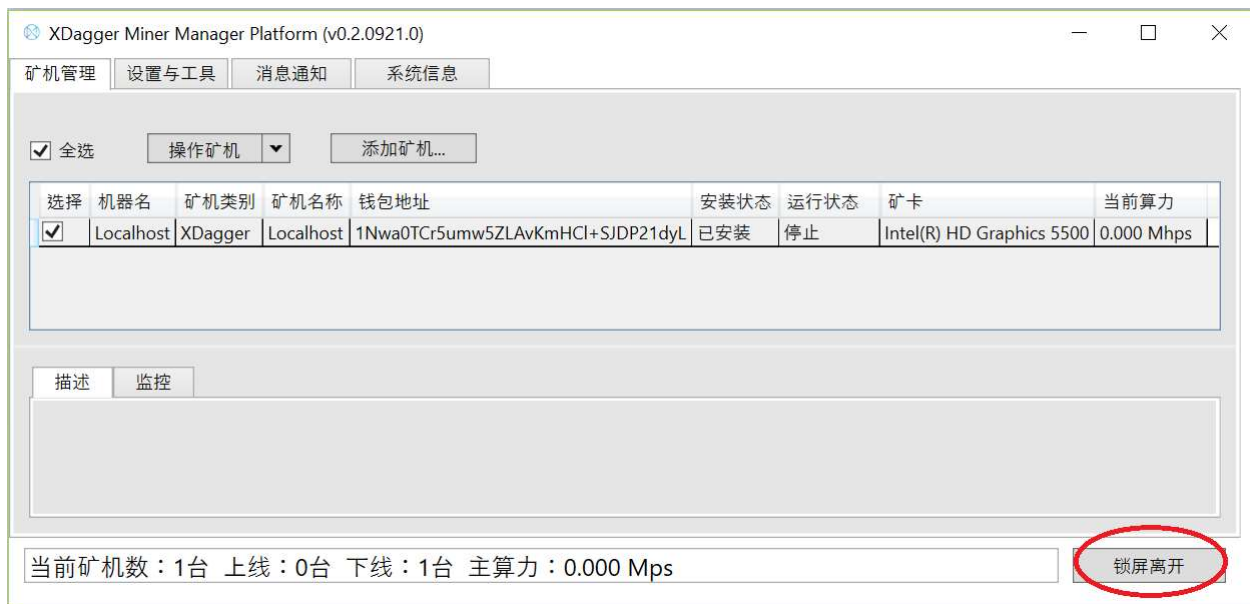 XDagger Miner Manager Platform (v0.2.0921.0)
矿机管理 设置与工具 消息通知 系统信息
全选 操作矿机 添加矿机...
选择 机器名 矿机类别 矿机名称 钱包地址 安装状态 运行状态 矿卡 当前算力
Localhost XDagger Localhost 1Nwa0TCr5umw5ZLAvKmHCl+SJDP21dyL 已安装 停止 Intel(R) HD Graphics 5500 0.000 Mhps
描述 监控
当前矿机数：1台 上线：0台 下线：1台 主算力：0.000 Mps
锁屏离开